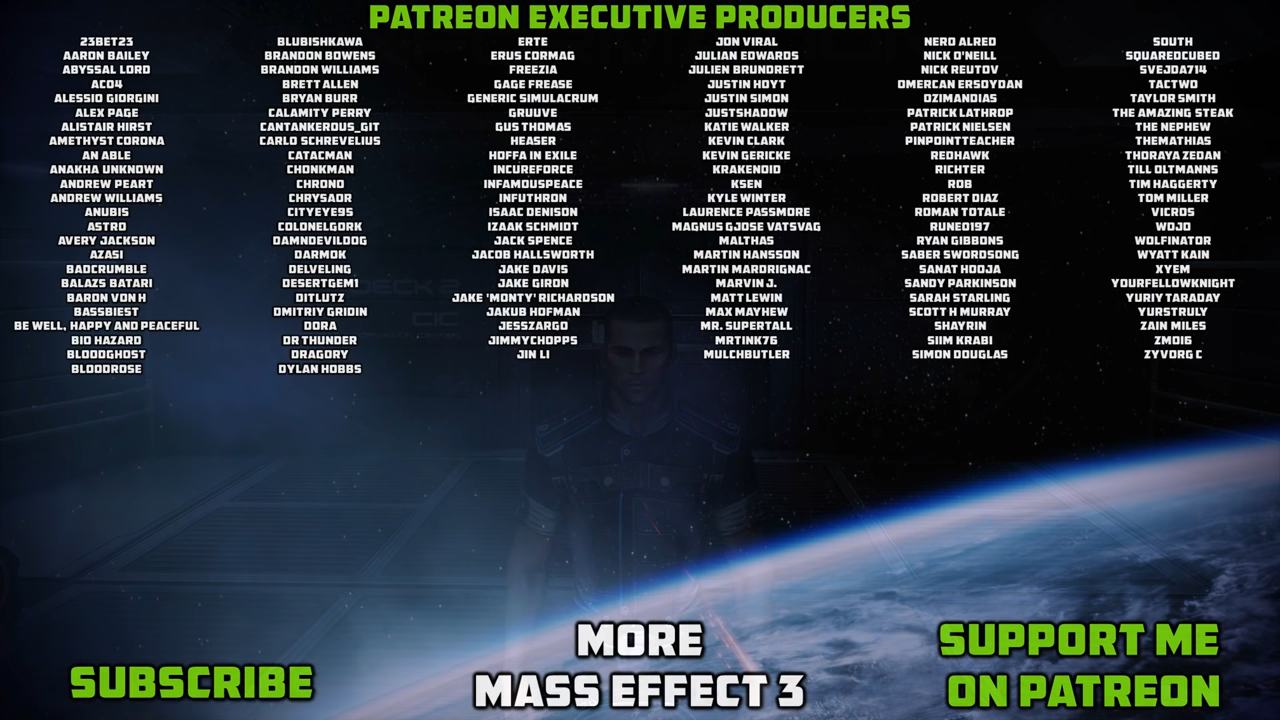 PATREON EXECUTIVE PRODUCERS
23BET23
AARON BAILEY
ABYSSAL LORD
ACO4
ALESSIO GIORGINI
ALEX PAGE
ALISTAIR HIRST
AMETHYST CORONA
AN ABLE
ANAKHA UNKNOWN
ANDREW PEART
ANDREW WILLIAMS
ANUBIS
ASTRO
AVERY JACKSON
AZASI
BADCRUMBLE
BALAZS BATARI
BARON VON H
BASSBIEST
BE WELL, HAPPY AND PEACEFUL
BIO HAZARD
BLOODGHOST
BLOODROSE
BLUBISHKAWA
BRANDON BOWENS
BRANDON WILLIAMS
BRETT ALLEN
BRYAN BURR
CALAMITY PERRY
CANTANKEROUS_GIT
CARLO SCHREVELIUS
CATACMAN
CHONKMAN
CHRONO
CHRYSAOR
CITYEYE95
COLONELGORK
DAMNDEVILDOG
DARMOK
DELVELING
DESERTGEM1
DITLUTZ
DMITRIY GRIDIN
DORA
DR THUNDER
DRAGORY
DYLAN HOBBS
ERTE
ERUS CORMAG
FREEZIA
GAGE FREASE
GENERIC SIMULACRUM
GRUUVE
GUS THOMAS
HEASER
HOFFA IN EXILE
INCUREFORCE
INFAMOUSPEACE
INFUTHRON
ISAAC DENISON
IZAAK SCHMIDT
JACK SPENCE
JACOB HALLSWORTH
JAKE DAVIS
JAKE GIRON
JAKE 'MONTY' RICHARDSON
JAKUB HOFMAN
JESSZARGO
JIMMYCHOPPS
JIN LI
JON VIRAL
JULIAN EDWARDS
JULIEN BRUNDRETT
JUSTIN HOYT
JUSTIN SIMON
JUSTSHADOW
KATIE WALKER
KEVIN CLARK
KEVIN GERICKE
KRAKENOID
KSEN
KYLE WINTER
LAURENCE PASSMORE
MAGNUS GJOSE VATSVAG
MALTHAS
MARTIN HANSSON
MARTIN MARDRIGNAC
MARVIN J.
MATT LEWIN
MAX MAYHEW
MR. SUPERTALL
MRTINK76
MULCHBUTLER
NERO ALRED
NICK O'NEILL
NICK REUTOV
OMERCAN ERSOYDAN
OZIMANDIAS
PATRICK LATHROP
PATRICK NIELSEN
PINPOINTTEACHER
REDHAWK
RICHTER
ROB
ROBERT DIAZ
ROMAN TOTALE
RUNE0197
RYAN GIBBONS
SABER SWORDSONG
SANAT HOOJA
SANDY PARKINSON
SARAH STARLING
SCOTT H MURRAY
SHAYRIN
SIIM KRABI
SIMON DOUGLAS
SOUTH
SQUAREDCUBED
SVEJDA714
TACTWO
TAYLOR SMITH
THE AMAZING STEAK
THE NEPHEW
THEMATHIAS
THORAYA ZEDAN
TILL OLTMANNS
TIM HAGGERTY
TOM MILLER
VICROS
WOJO
WOLFINATOR
WYATT KAIN
XYEM
YOURFELLOWKNIGHT
YURIY TARADAY
YURSTRULY
ZAIN MILES
ZMO16
ZYVORG C
DECK 2
CIC
SUBSCRIBE
MORE
MASS EFFECT 3
SUPPORT ME
ON PATREON